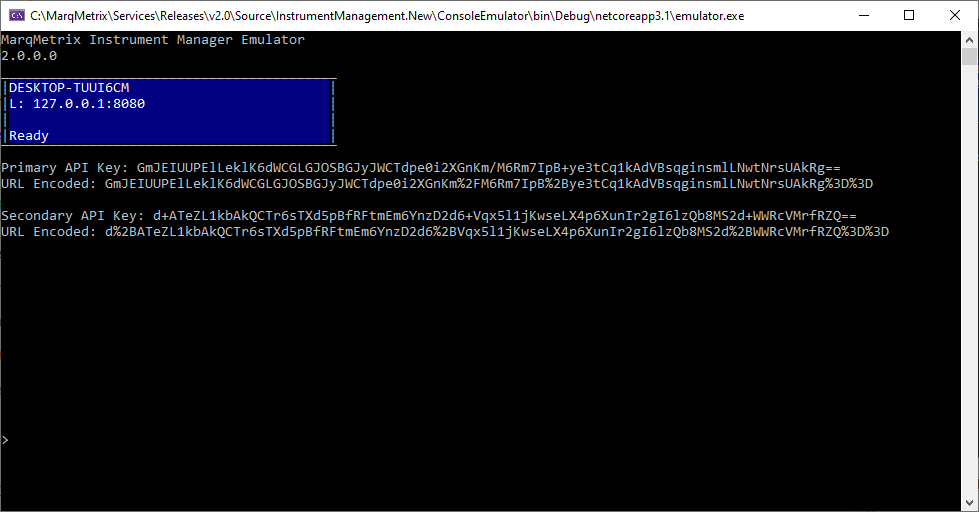 C:\MarqMetrix\Services\Releases\v2.0\Source\InstrumentManagement.New\ConsoleEmulator\bin\Debug\netcoreapp3.1\emulator.exe
MarqMetrix Instrument Manager Emulator
2.0.0.0
DESKTOP-TUUI6CM
L: 127.0.0.1:8080
Ready
Primary API Key: GmJEIUUPElLeklK6dWCGLGJOSBGJyJWCTdpe0i2XGnKm/M6Rm7IpB+ye3tCq1kAdVBsqginsmlLNwtNrsUAkRg==
URL Encoded: GmJEIUUPElLeklK6dWCGLGJOSBGJyJWCTdpe0i2XGnKm%2FM6Rm7IpB%2Bye3tCq1kAdVBsqginsmlLNwtNrsUAkRg%3D%3D
Secondary API Key: d+ATeZL1kbAkQCTr6sTXd5pBfRFtmEm6YnzD2d6+Vqx5l1jKwseLX4p6XunIr2gI6lzQb8MS2d+WWRcVMrfRZQ==
URL Encoded: d%2BATeZL1kbAkQCTr6sTXd5pBfRFtmEm6YnzD2d6%2BVqx5l1jKwseLX4p6XunIr2gI6lzQb8MS2d%2BWWRcVMrfRZQ%3D%3D
>